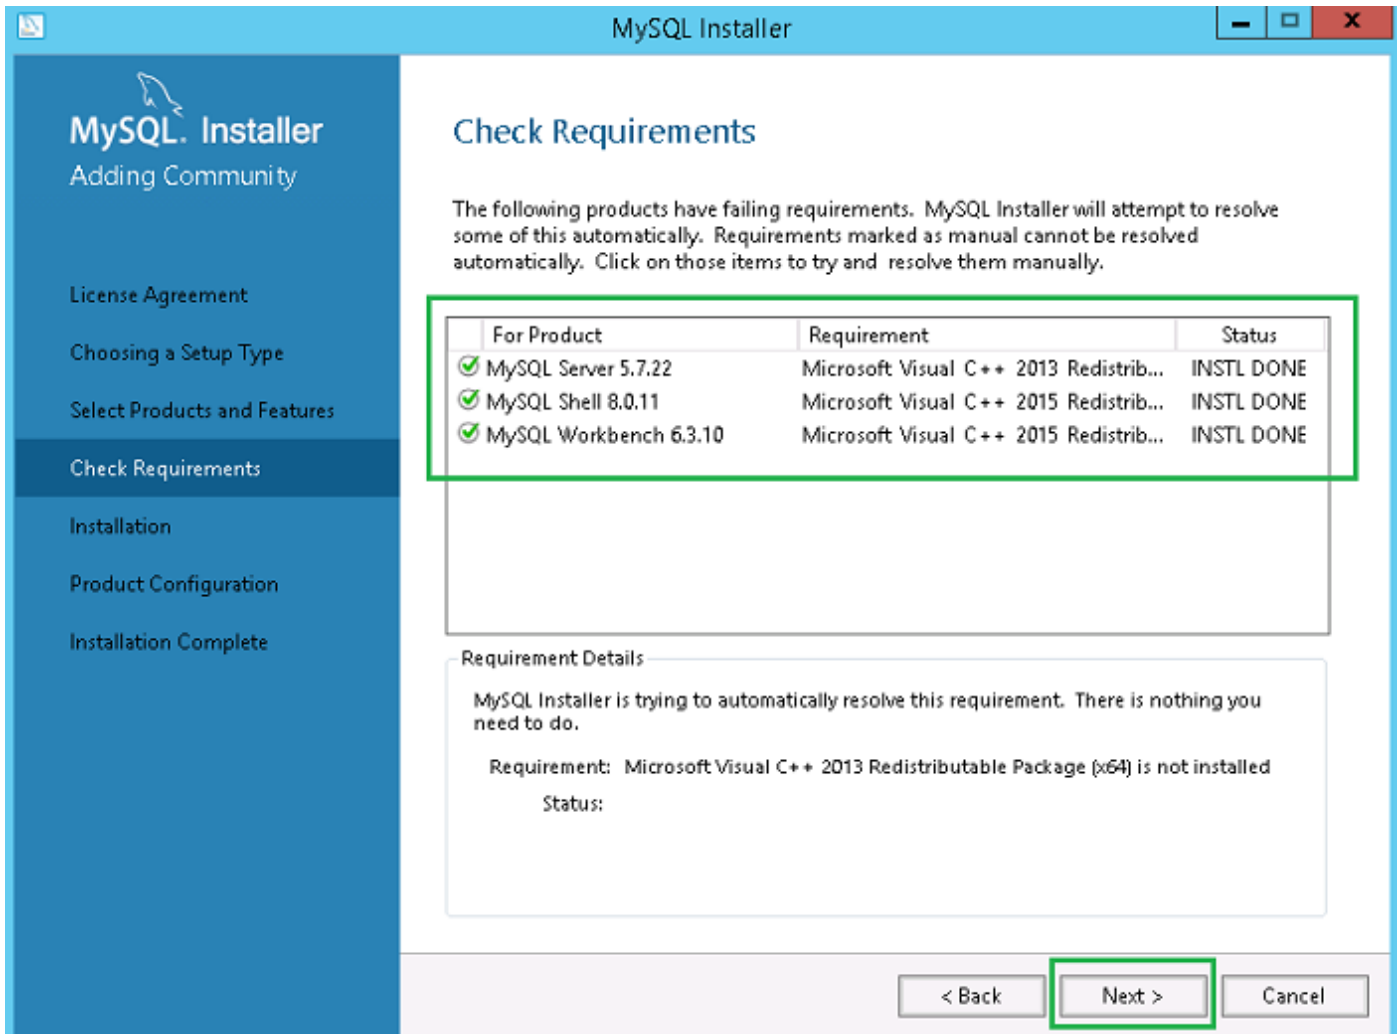 MySQL Installer
MySQL. Installer
Adding Community
License Agreement
Choosing a Setup Type
Select Products and Features
Check Requirements
Installation
Product Configuration
Installation Complete
Check Requirements
The following products have failing requirements. MySQL Installer will attempt to resolve
some of this automatically. Requirements marked as manual cannot be resolved
automatically. Click on those items to try and resolve them manually.
For Product Requirement Status
MySQL Server 5.7.22 Microsoft Visual C++ 2013 Redistrib... INSTL DONE
MySQL Shell 8.0.11 Microsoft Visual C++ 2015 Redistrib... INSTL DONE
MySQL Workbench 6.3.10 Microsoft Visual C++ 2015 Redistrib... INSTL DONE
Requirement Details
MySQL Installer is trying to automatically resolve this requirement. There is nothing you
need to do.
Requirement: Microsoft Visual C++ 2013 Redistributable Package (x64) is not installed
Status:
< Back Next > Cancel